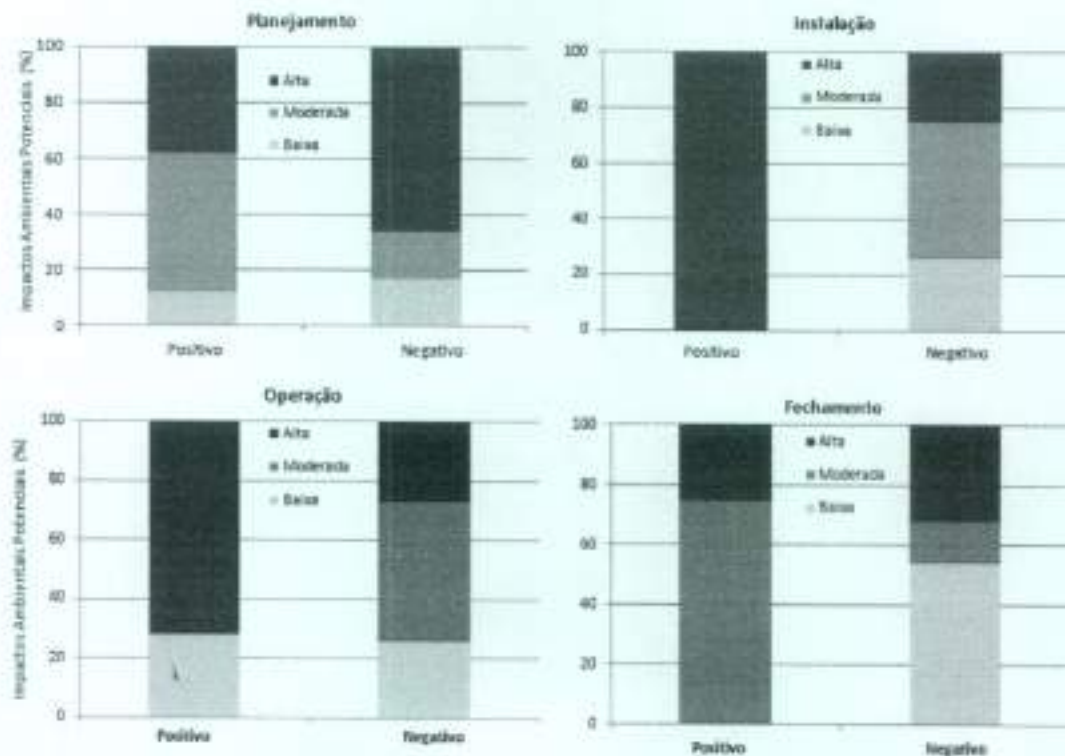 Planejamento
Impactos Ambientais Potenciais (%)
100
80
60
40
20
0
Alta
Moderada
Baixa
Positivo
Negativo
Instalação
100
80
60
40
20
0
Alta
Moderada
Baixa
Positivo
Negativo
Operação
Impactos Ambientais Potenciais (%)
100
80
60
40
20
0
Alta
Moderada
Baixa
Positivo
Negativo
Fechamento
100
80
60
40
20
0
Alta
Moderada
Baixa
Positivo
Negativo